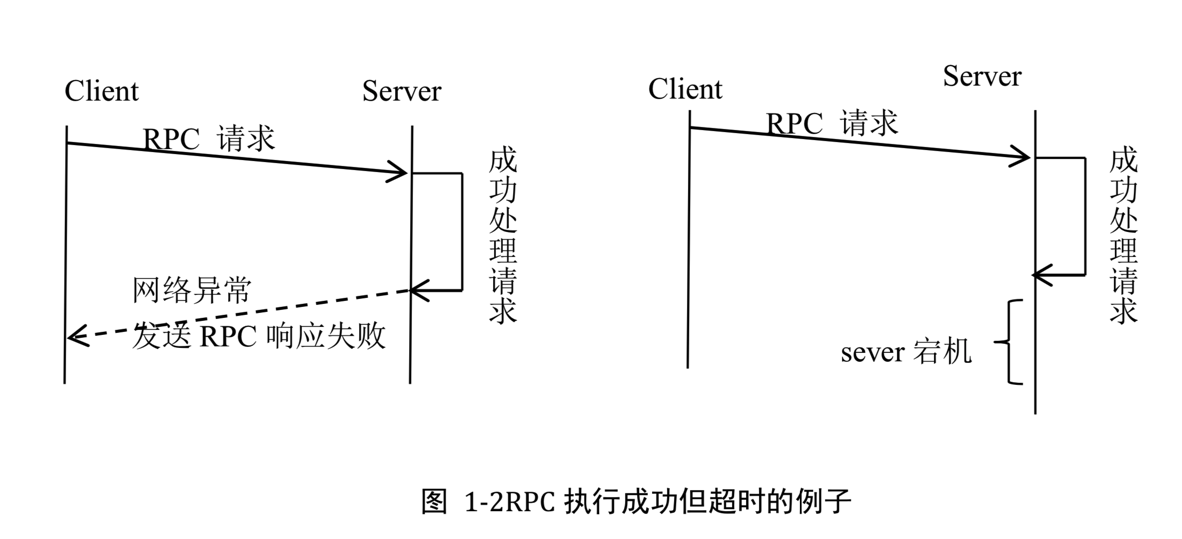 Client
Server
RPC 请求
成功处理请求
网络异常
发送 RPC 响应失败
Client
Server
RPC 请求
成功处理请求
sever 宕机
图 1-2RPC 执行成功但超时的例子